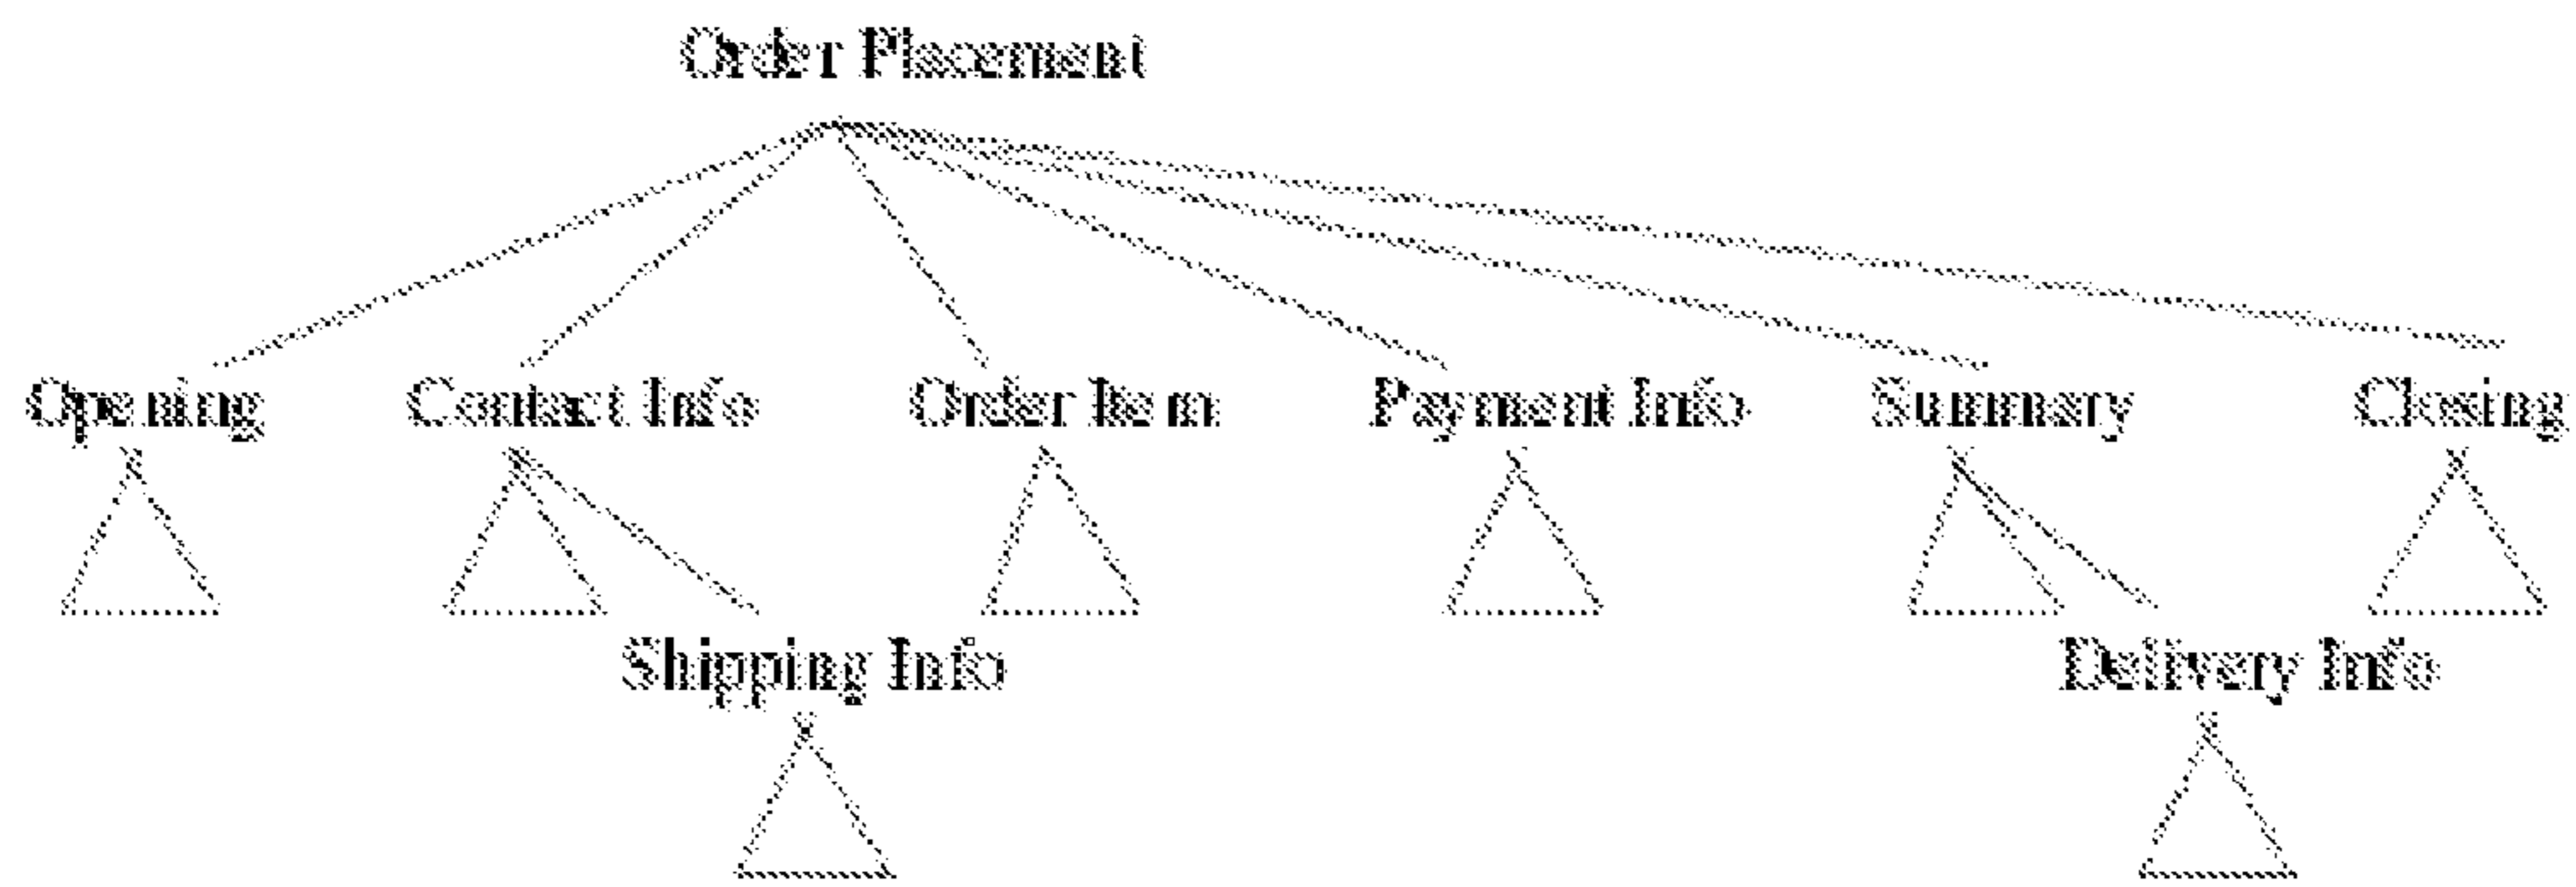 Order Placement
Opening Contact Info Order Item Payment Info Summary Closing
Shipping Info Delivery Info